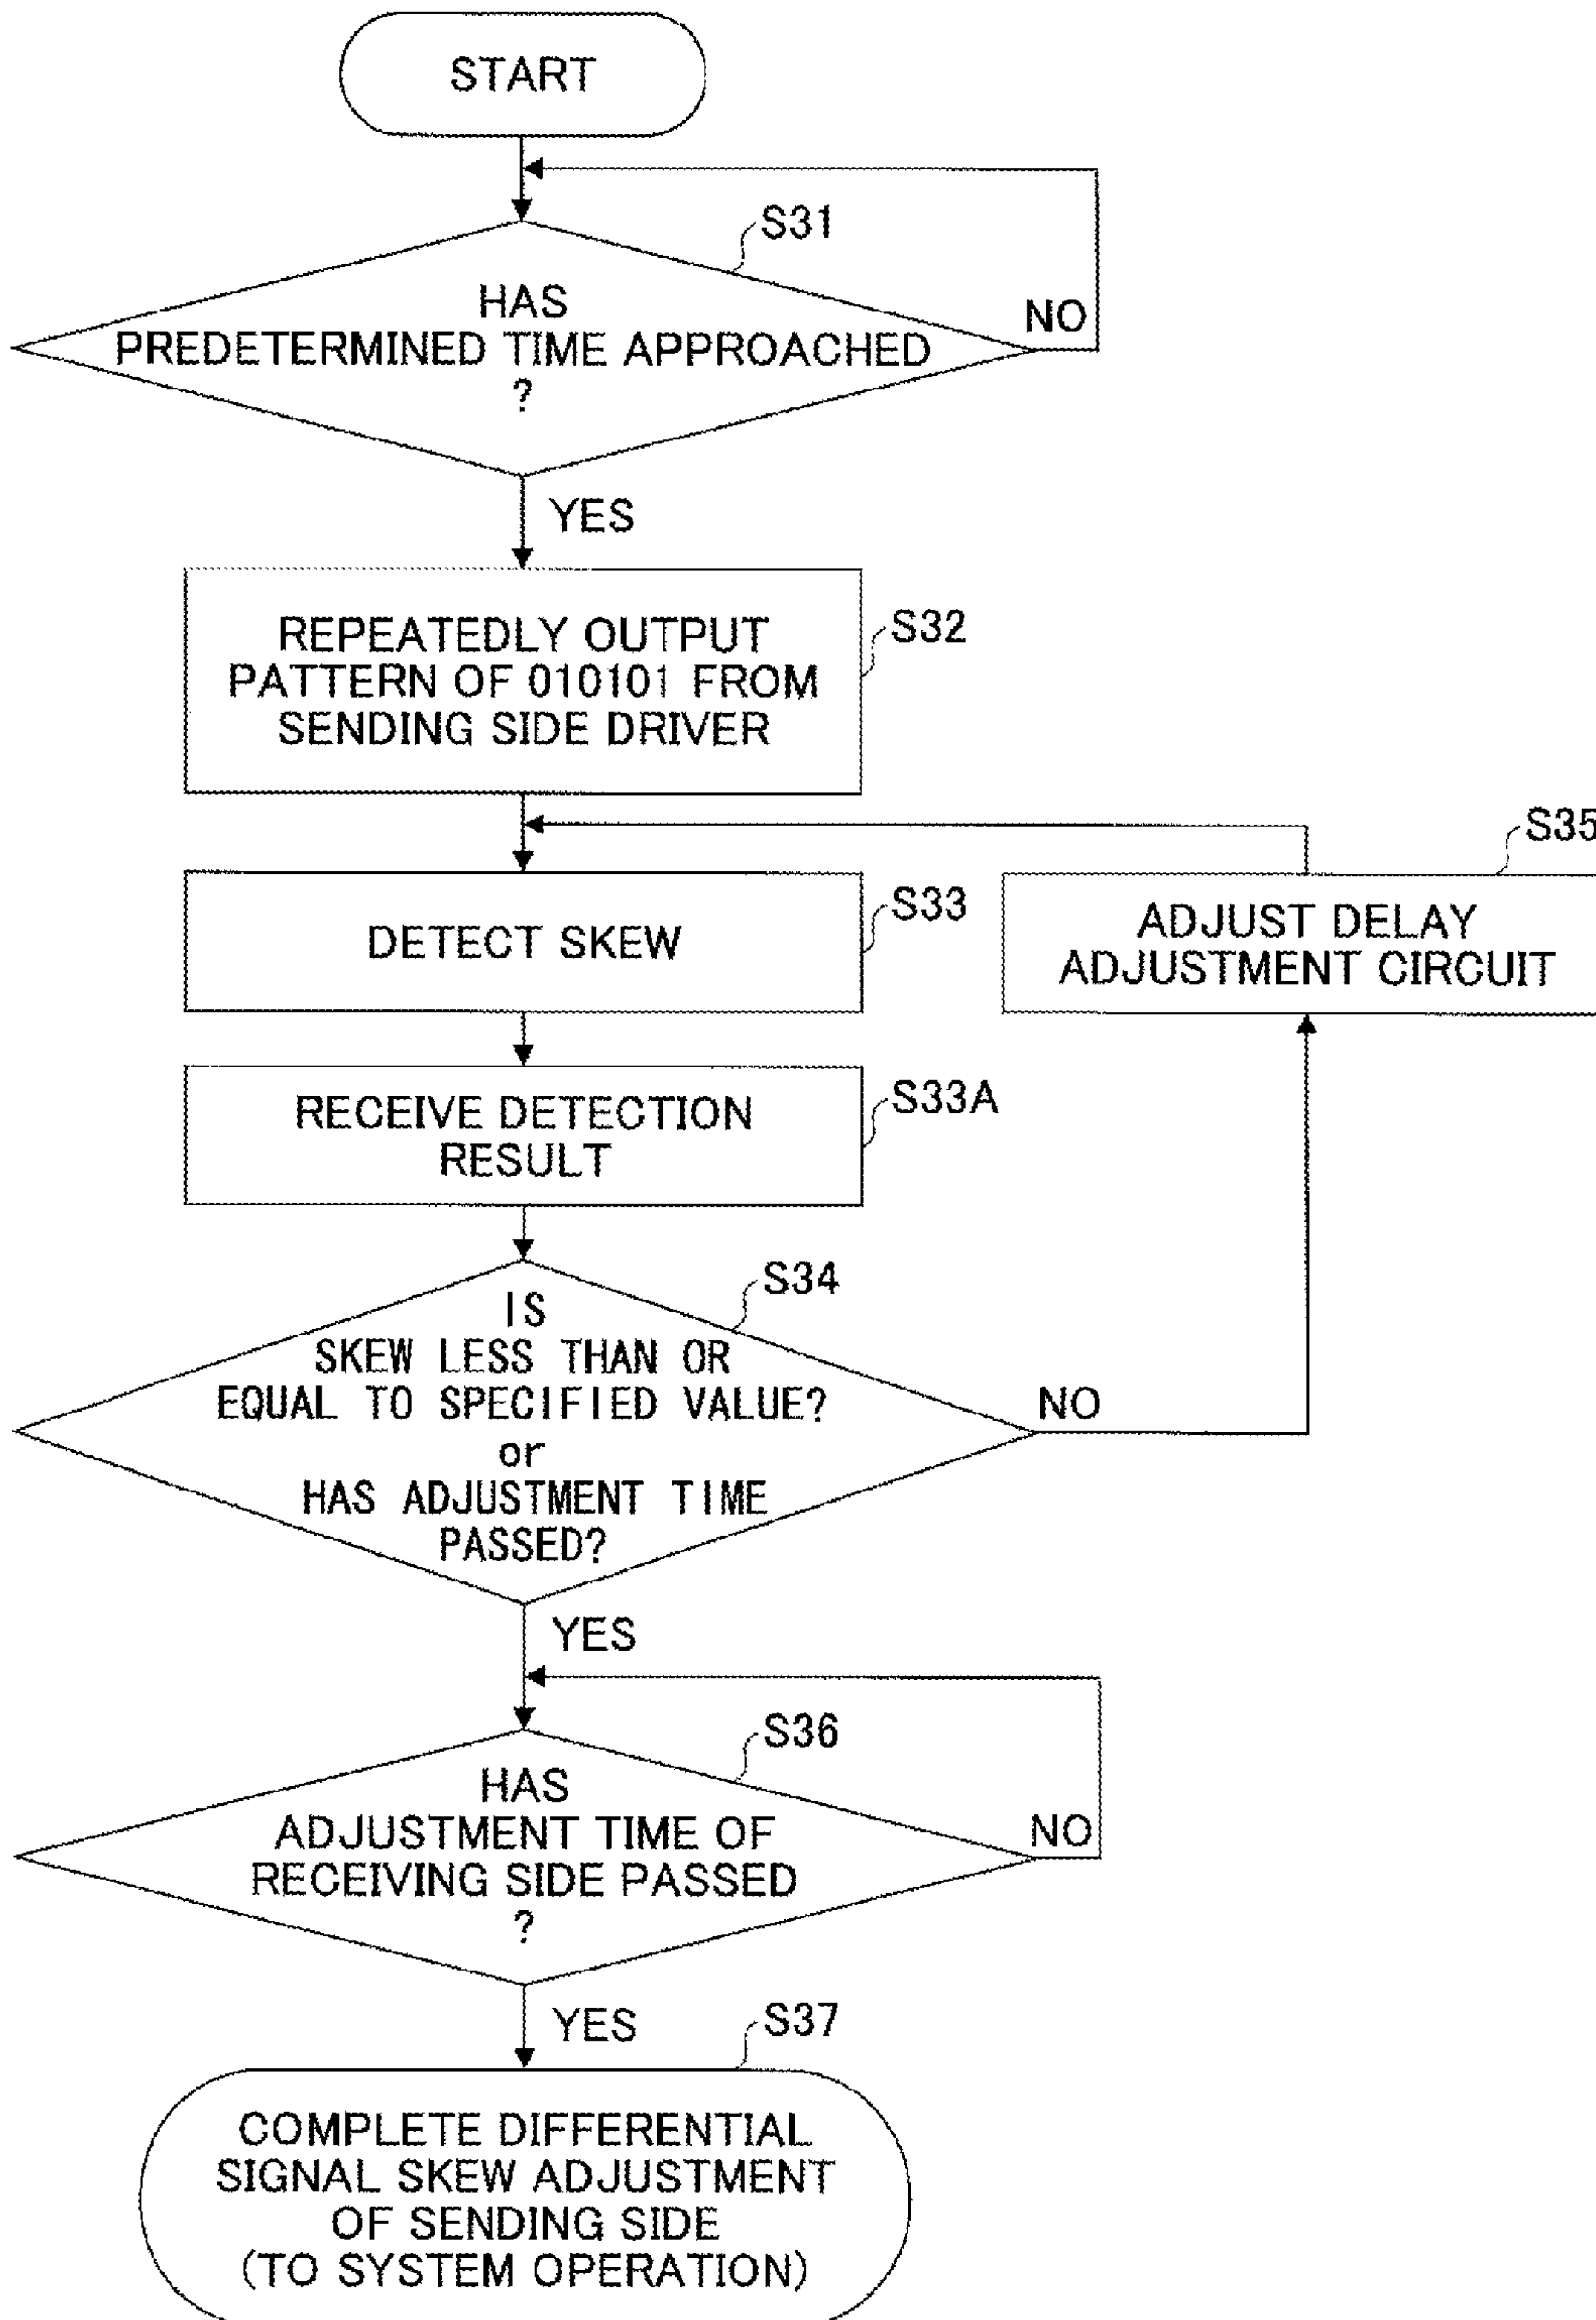 START
S31
HAS
PREDETERMINED TIME APPROACHED
?
NO
YES
REPEATEDLY OUTPUT
PATTERN OF 010101 FROM
SENDING SIDE DRIVER
S32
S35
DETECT SKEW
S33
ADJUST DELAY
ADJUSTMENT CIRCUIT
RECEIVE DETECTION
RESULT
S33A
S34
IS
SKEW LESS THAN OR
EQUAL TO SPECIFIED VALUE?
or
HAS ADJUSTMENT TIME
PASSED?
NO
YES
S36
HAS
ADJUSTMENT TIME OF
RECEIVING SIDE PASSED
?
NO
YES
S37
COMPLETE DIFFERENTIAL
SIGNAL SKEW ADJUSTMENT
OF SENDING SIDE
(TO SYSTEM OPERATION)